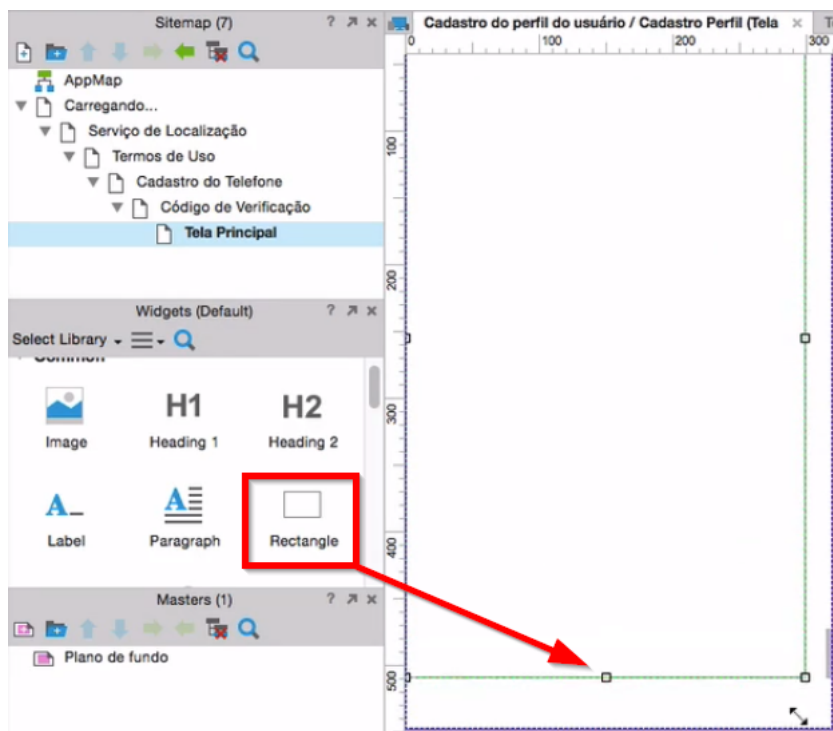 Sitemap (7)
?
Cadastro do perfil do usuário / Cadastro Perfil (Tela
0
100
200
300
AppMap
Carregando...
Serviço de Localização
Termos de Uso
Cadastro do Telefone
Código de Verificação
Tela Principal
100
200
300
400
500
Widgets (Default)
?
Select Library
Common
H1
H2
Image
Heading 1
Heading 2
A_
A
Label
Paragraph
Rectangle
Masters (1)
?
Plano de fundo